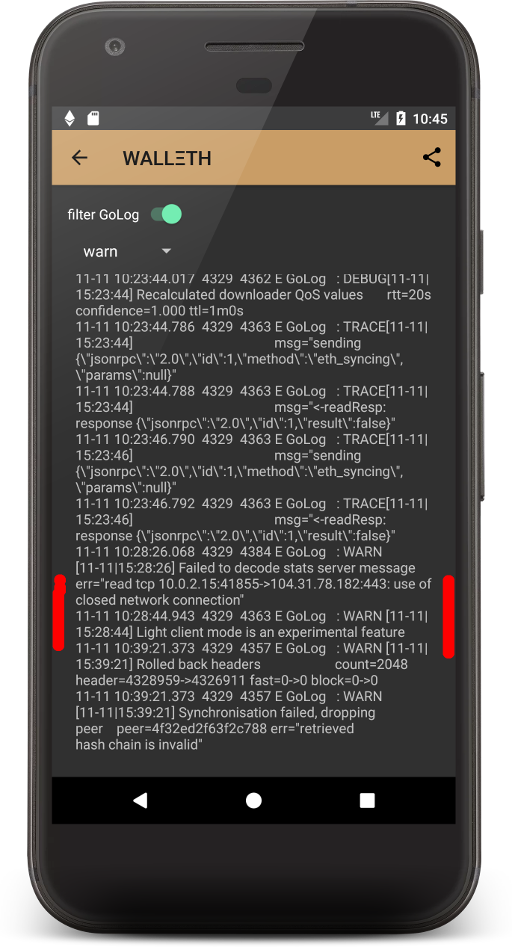 LTE 10:45
WALLΞTH
filter GoLog
warn
11-11 10:23:44.017 4329 4362 E GoLog : DEBUG[11-11|
15:23:44] Recalculated downloader QoS values rtt=20s
confidence=1.000 ttl=1m0s
11-11 10:23:44.786 4329 4363 E GoLog : TRACE[11-11|
15:23:44] msg="sending
{\"jsonrpc\":\"2.0\",\"id\":1,\"method\":\"eth_syncing\",
\"params\":null}"
11-11 10:23:44.788 4329 4363 E GoLog : TRACE[11-11|
15:23:44] msg="<-readResp:
response {\"jsonrpc\":\"2.0\",\"id\":1,\"result\":false}"
11-11 10:23:46.790 4329 4363 E GoLog : TRACE[11-11|
15:23:46] msg="sending
{\"jsonrpc\":\"2.0\",\"id\":1,\"method\":\"eth_syncing\",
\"params\":null}"
11-11 10:23:46.792 4329 4363 E GoLog : TRACE[11-11|
15:23:46] msg="<-readResp:
response {\"jsonrpc\":\"2.0\",\"id\":1,\"result\":false}"
11-11 10:28:26.068 4329 4384 E GoLog : WARN
[11-11|15:28:26] Failed to decode stats server message
err="read tcp 10.0.2.15:41855->104.31.78.182:443: use of
closed network connection"
11-11 10:28:44.943 4329 4363 E GoLog : WARN [11-11|
15:28:44] Light client mode is an experimental feature
11-11 10:39:21.373 4329 4357 E GoLog : WARN [11-11|
15:39:21] Rolled back headers count=2048
header=4328959->4326911 fast=0->0 block=0->0
11-11 10:39:21.373 4329 4357 E GoLog : WARN
[11-11|15:39:21] Synchronisation failed, dropping
peer peer=4f32ed2f63f2c788 err="retrieved
hash chain is invalid"